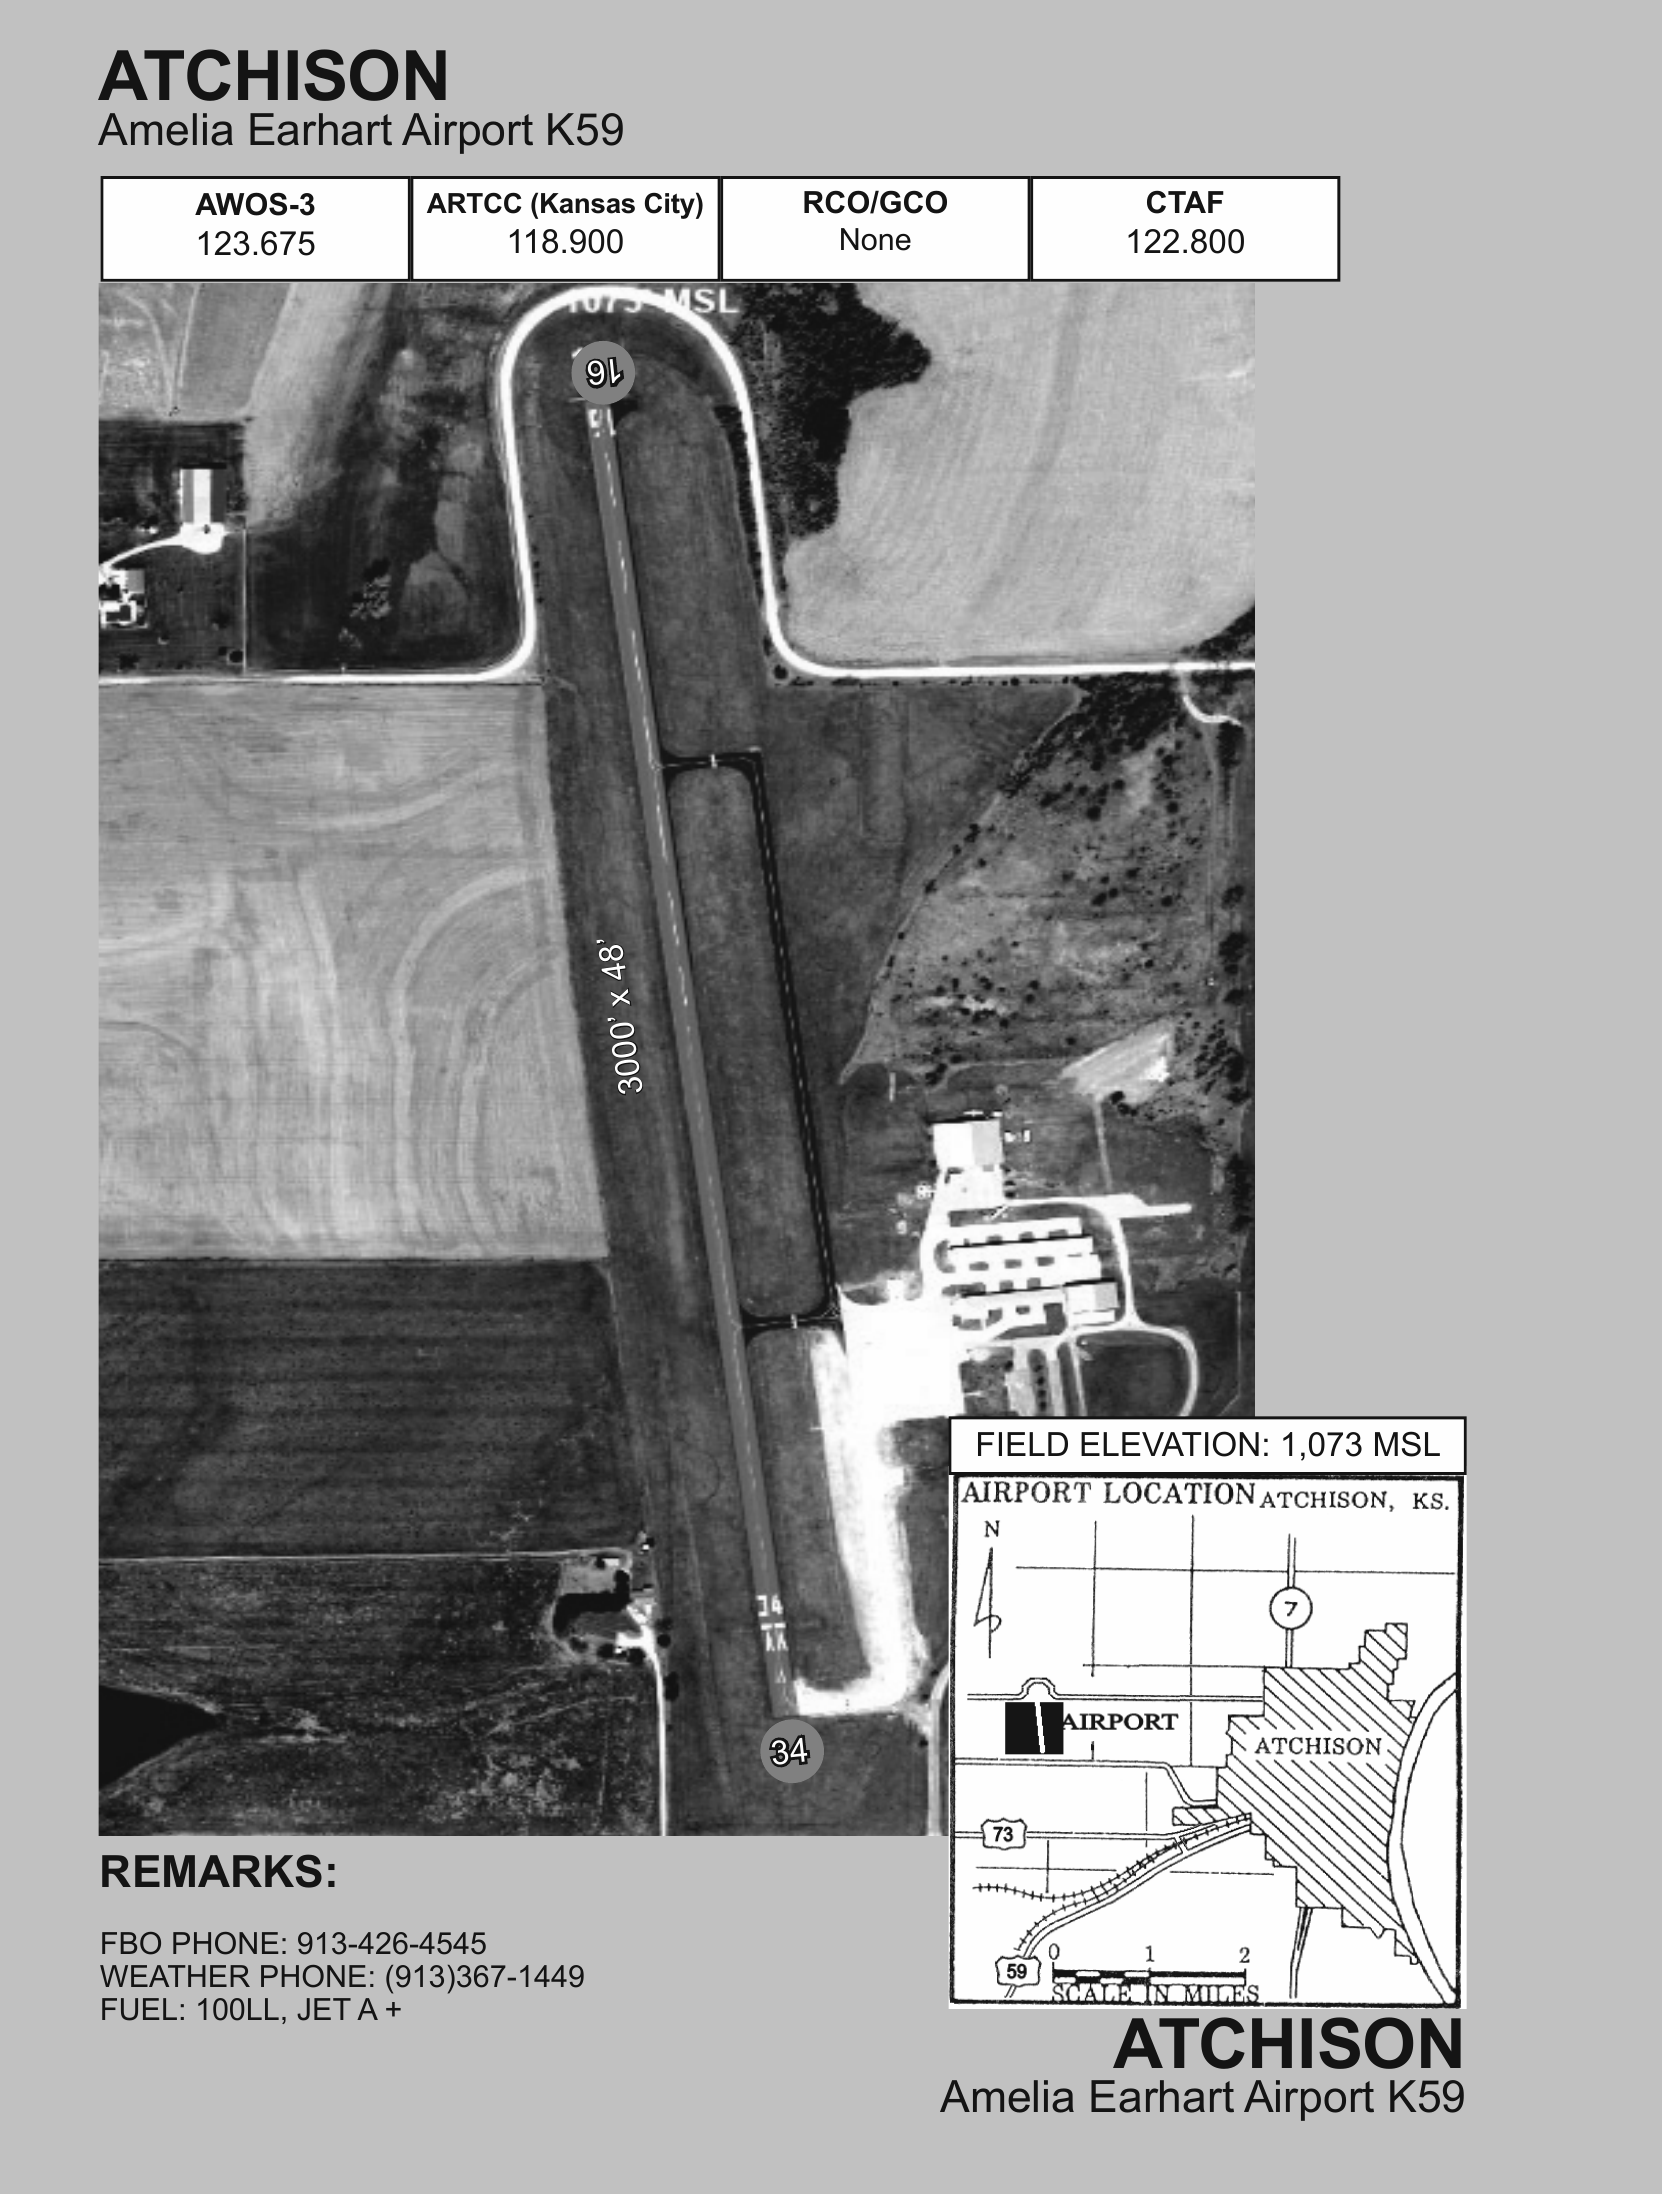 ATCHISON
Amelia Earhart Airport K59
AWOS-3
123.675
ARTCC (Kansas City)
118.900
RCO/GCO
None
CTAF
122.800
MSL
16
16
3000' x 48'
34
34
FIELD ELEVATION: 1,073 MSL
AIRPORT LOCATION ATCHISON, KS.
N
7
AIRPORT
ATCHISON
73
59
0 1 2
SCALE IN MILES
REMARKS:
FBO PHONE: 913-426-4545
WEATHER PHONE: (913)367-1449
FUEL: 100LL, JET A +
ATCHISON
Amelia Earhart Airport K59